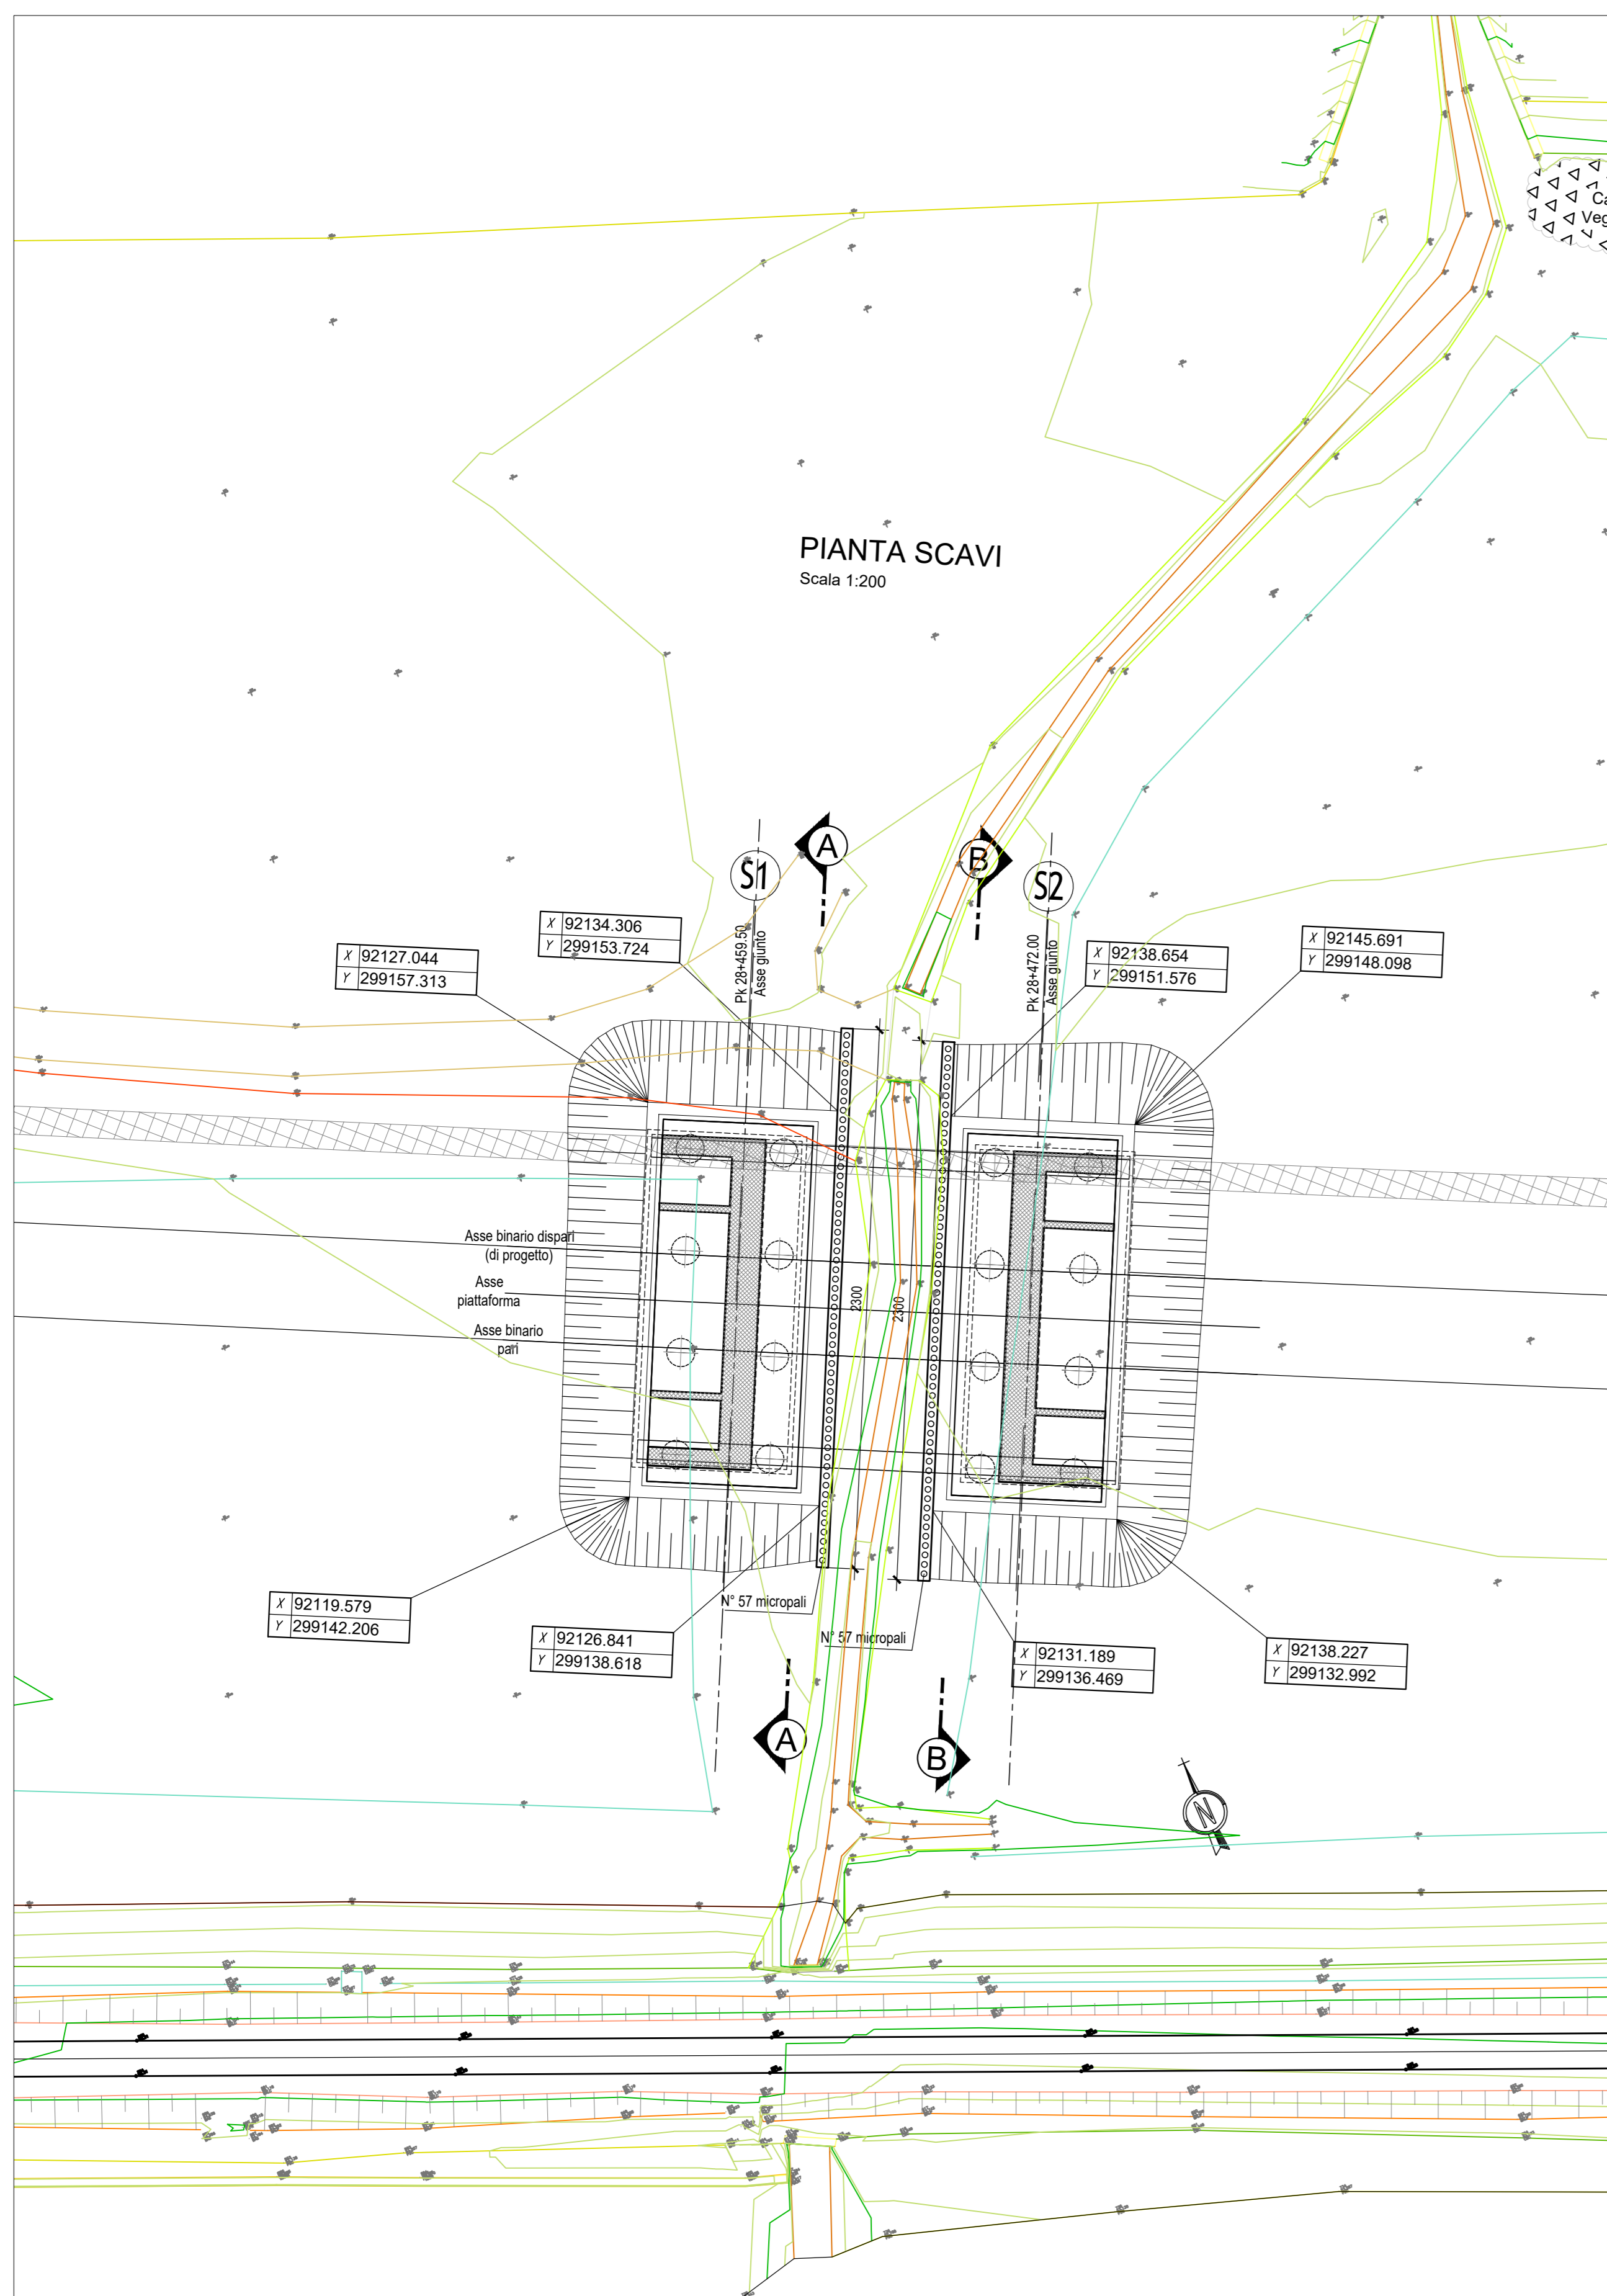 Ca
Veg
PIANTA SCAVI
Scala 1:200
A
B
S1
S2
Pk 28+459.50
Asse giunto
Pk 28+472.00
Asse giunto
X 92134.306
Y 299153.724
X 92127.044
Y 299157.313
X 92138.654
Y 299151.576
X 92145.691
Y 299148.098
Asse binario dispari
(di progetto)
Asse
piattaforma
Asse binario
pari
2300
2300
X 92119.579
Y 299142.206
N° 57 micropali
X 92126.841
Y 299138.618
N° 57 micropali
X 92131.189
Y 299136.469
X 92138.227
Y 299132.992
A
B
N